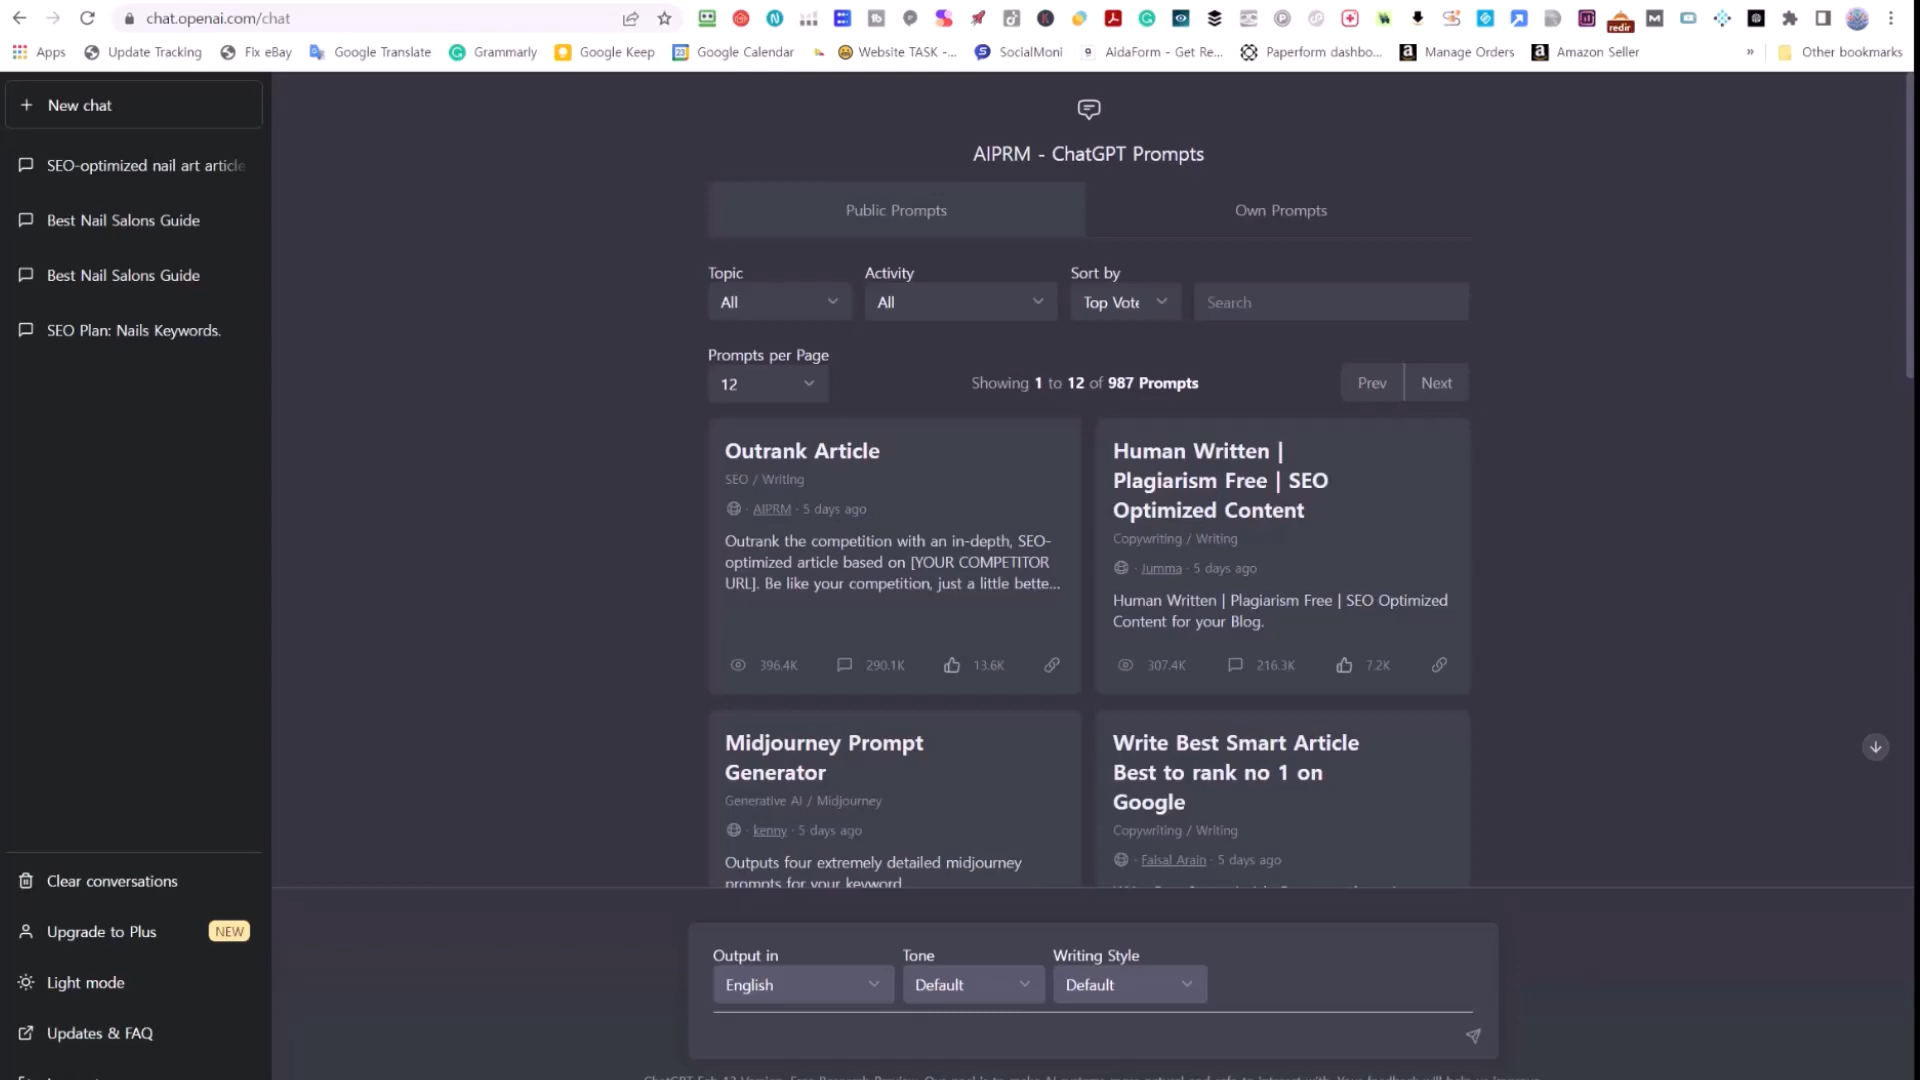 chat.openai.com/chat
redir
Apps
Update Tracking
Fix eBay
Google Translate
Grammarly
Google Keep
Google Calendar
Website TASK -...
SocialMoni
AidaForm - Get Re...
Paperform dashbo...
Manage Orders
Amazon Seller
»
Other bookmarks
+ New chat
SEO-optimized nail art article
Best Nail Salons Guide
Best Nail Salons Guide
SEO Plan: Nails Keywords.
Clear conversations
Upgrade to Plus NEW
Light mode
Updates & FAQ
AIPRM - ChatGPT Prompts
Public Prompts
Own Prompts
Topic
Activity
Sort by
All
All
Top Vote
Search
Prompts per Page
12
Showing 1 to 12 of 987 Prompts
Prev
Next
Outrank Article
SEO / Writing
· AIPRM · 5 days ago
Outrank the competition with an in-depth, SEO-
optimized article based on [YOUR COMPETITOR
URL]. Be like your competition, just a little bette...
396.4K
290.1K
13.6K
Human Written |
Plagiarism Free | SEO
Optimized Content
Copywriting / Writing
· Jumma · 5 days ago
Human Written | Plagiarism Free | SEO Optimized
Content for your Blog.
307.4K
216.3K
7.2K
Midjourney Prompt
Generator
Generative AI / Midjourney
· kenny · 5 days ago
Outputs four extremely detailed midjourney
prompts for your keyword
Write Best Smart Article
Best to rank no 1 on
Google
Copywriting / Writing
· Faisal Arain · 5 days ago
Output in
Tone
Writing Style
English
Default
Default